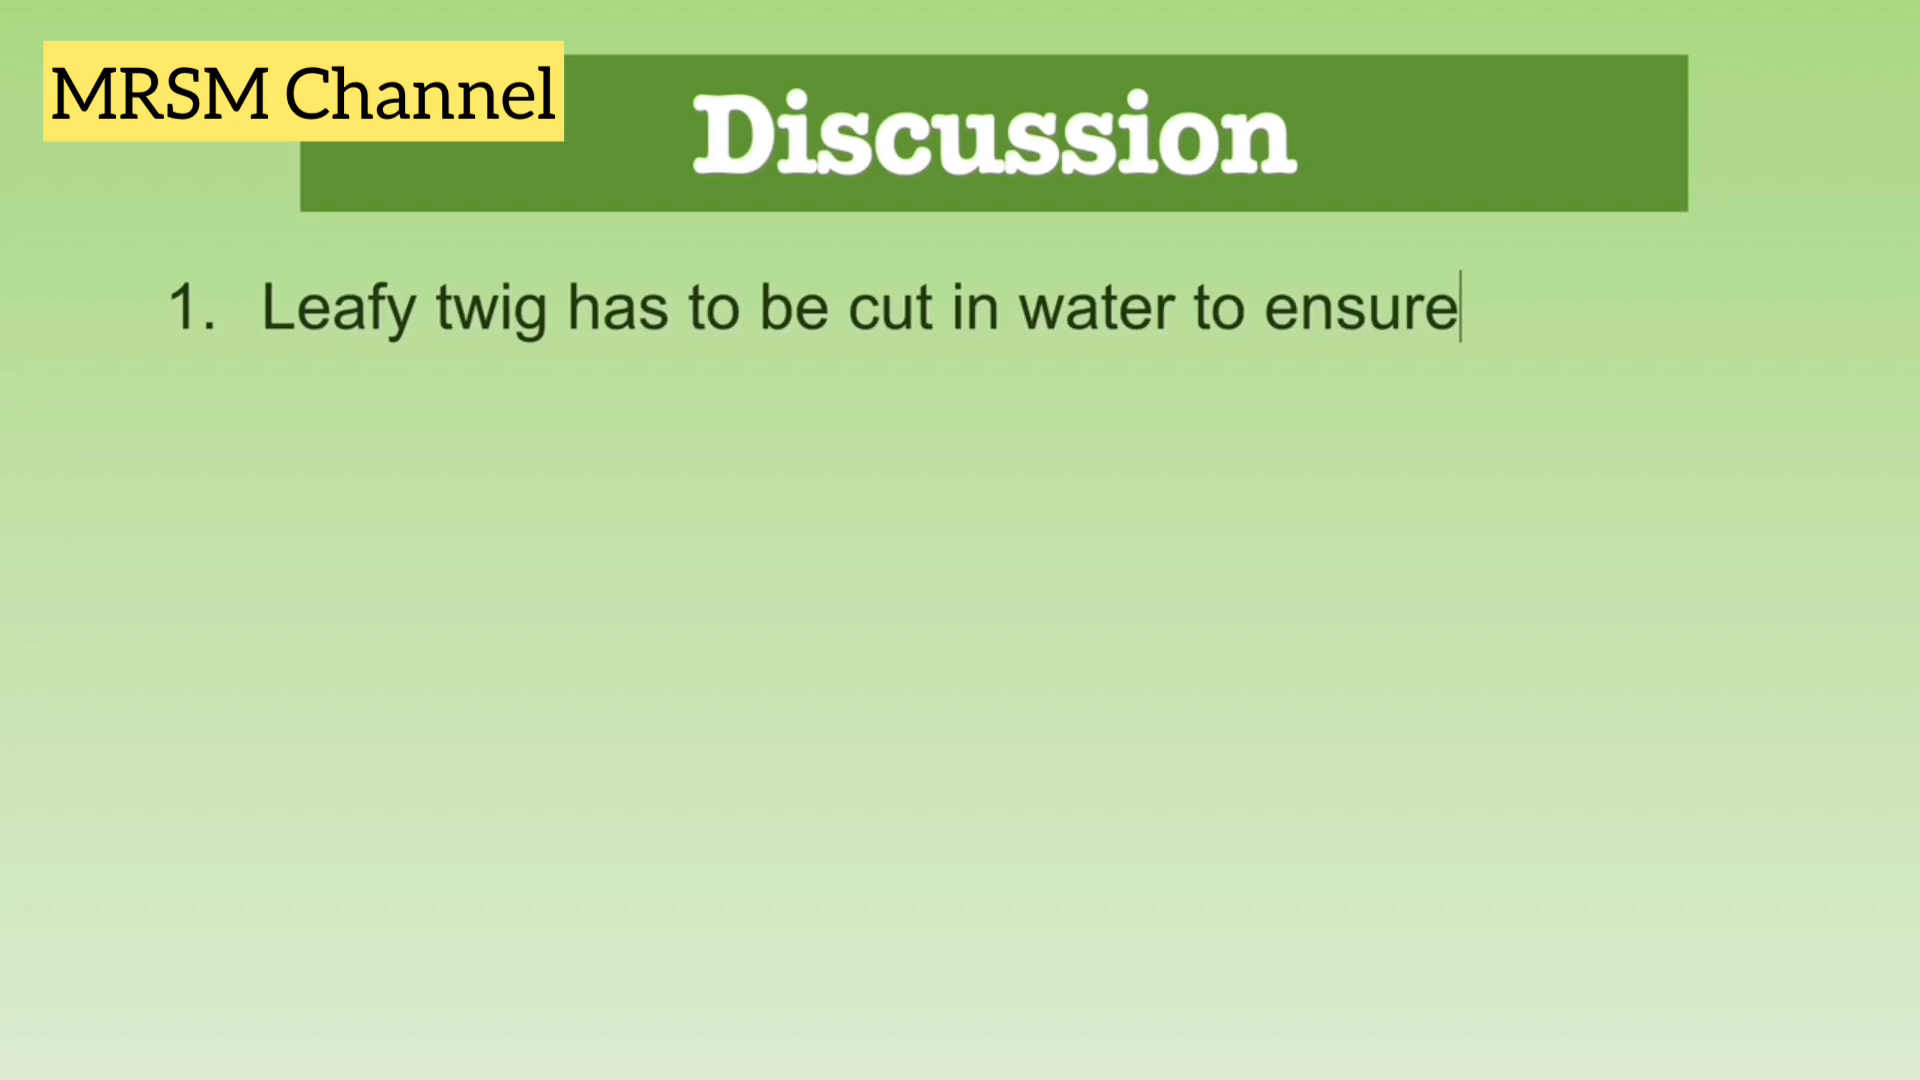 MRSM Channel
Discussion
1. Leafy twig has to be cut in water to ensure